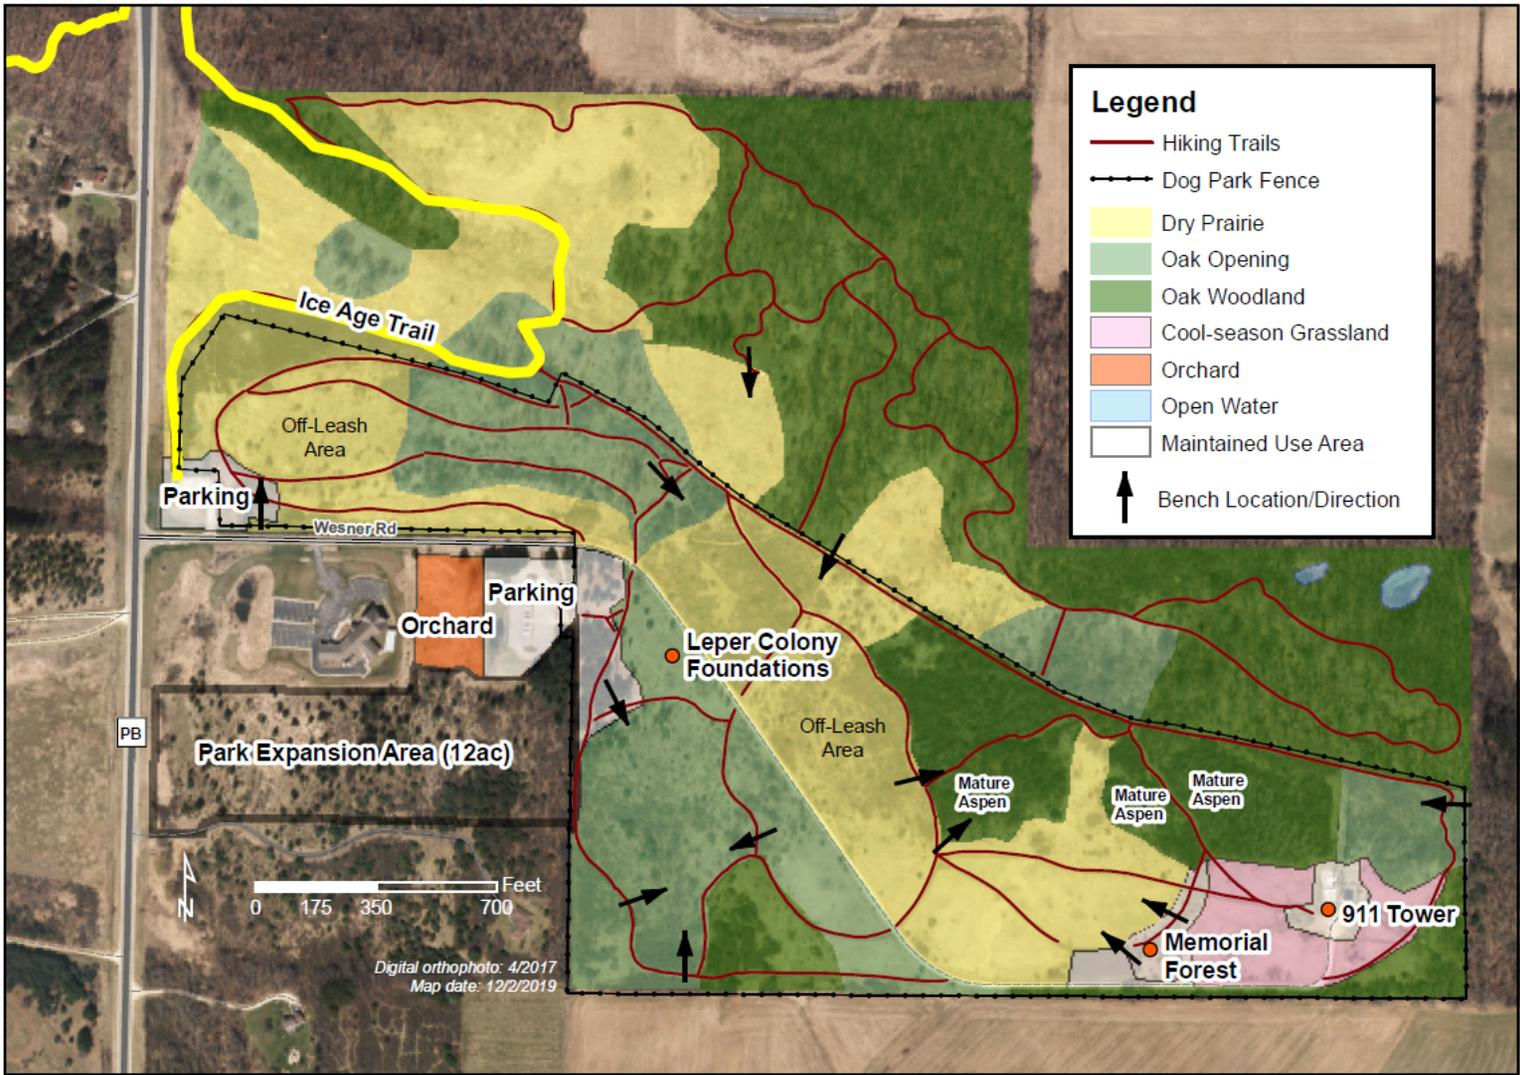 Legend
Hiking Trails
Dog Park Fence
Dry Prairie
Oak Opening
Oak Woodland
Cool-season Grassland
Orchard
Open Water
Maintained Use Area
Bench Location/Direction
Ice Age Trail
Off-Leash
Area
Parking
Wesner Rd
Parking
Orchard
Leper Colony
Foundations
Off-Leash
Area
PB
Park Expansion Area (12ac)
Mature
Aspen
Mature
Aspen
Mature
Aspen
N
Feet
0 175 350 700
911 Tower
Memorial
Forest
Digital orthophoto: 4/2017
Map date: 12/2/2019